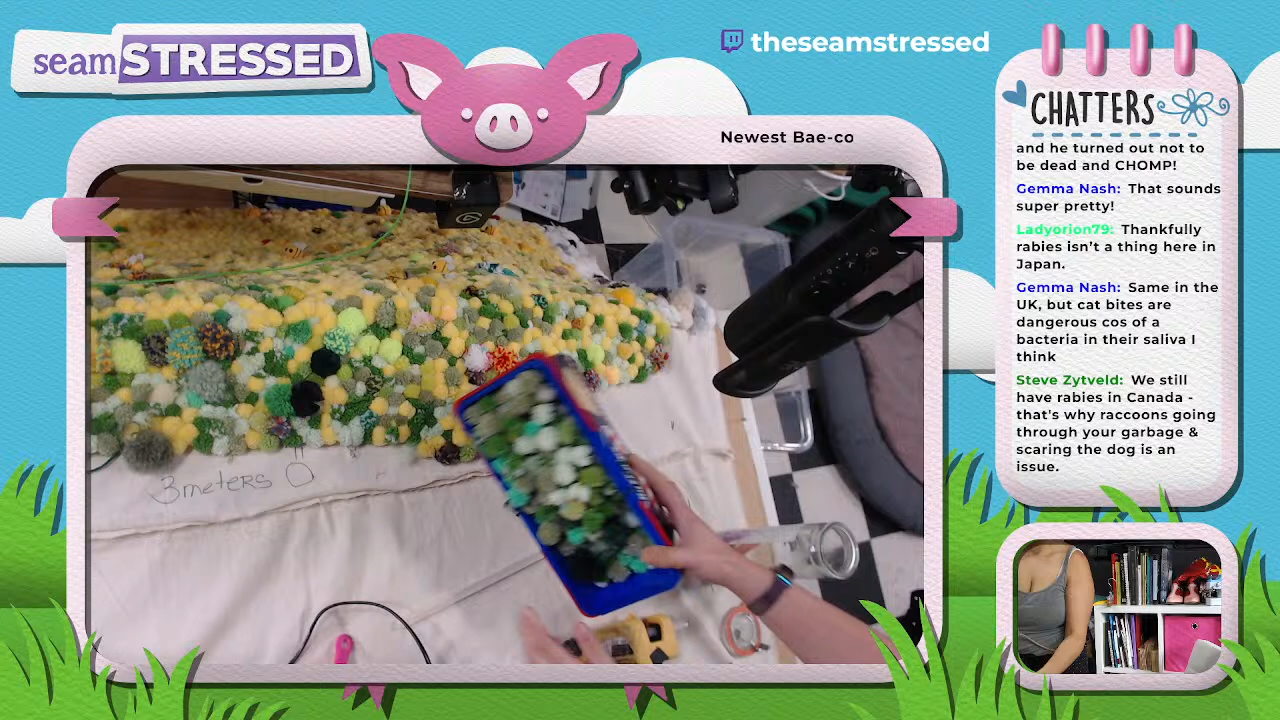 seamSTRESSED
theseamstressed
Newest Bae-co
CHATTERS
and he turned out not to
be dead and CHOMP!
Gemma Nash: That sounds
super pretty!
Ladyorion79: Thankfully
rabies isn't a thing here in
Japan.
Gemma Nash: Same in the
UK, but cat bites are
dangerous cos of a
bacteria in their saliva I
think
Steve Zytveld: We still
have rabies in Canada -
that's why raccoons going
through your garbage &
scaring the dog is an
issue.
3meters